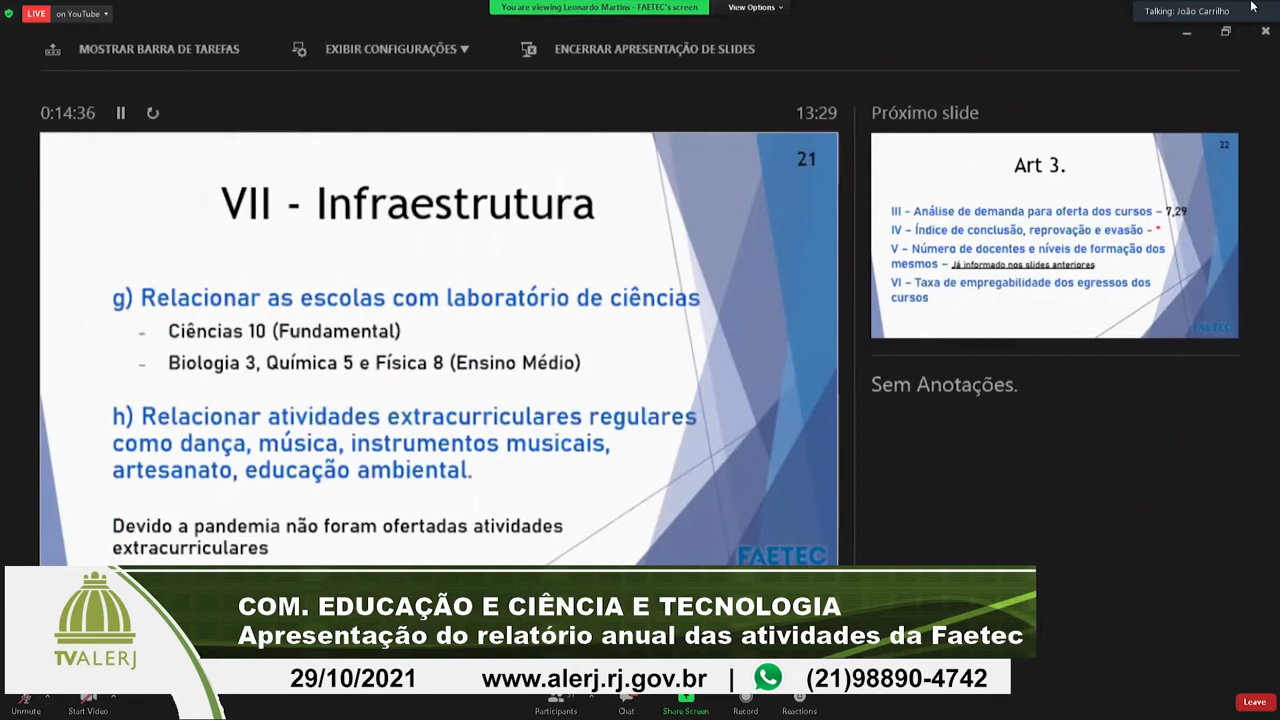 LIVE on YouTube
You are viewing Leonardo Martins - FAETEC's screen
View Options
Talking: João Carrilho
MOSTRAR BARRA DE TAREFAS
EXIBIR CONFIGURAÇÕES
ENCERRAR APRESENTAÇÃO DE SLIDES
0:14:36
13:29
Próximo slide
21
VII - Infraestrutura
g) Relacionar as escolas com laboratório de ciências
- Ciências 10 (Fundamental)
- Biologia 3, Química 5 e Física 8 (Ensino Médio)
h) Relacionar atividades extracurriculares regulares
como dança, música, instrumentos musicais,
artesanato, educação ambiental.
Devido a pandemia não foram ofertadas atividades
extracurriculares
FAETEC
22
Art 3.
III - Análise de demanda para oferta dos cursos - 7,29
IV - Índice de conclusão, reprovação e evasão - *
V - Número de docentes e níveis de formação dos
mesmos - Já informado nos slides anteriores
VI - Taxa de empregabilidade dos egressos dos
cursos
FAETEC
Sem Anotações.
TVALERJ
COM. EDUCAÇÃO E CIÊNCIA E TECNOLOGIA
Apresentação do relatório anual das atividades da Faetec
29/10/2021 www.alerj.rj.gov.br | (21)98890-4742
Unmute
Start Video
Participants
Chat
Share Screen
Record
Reactions
Leave